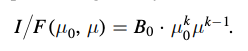 I/F(μ₀, μ) = B₀ · μ₀ᵏμᵏ⁻¹.